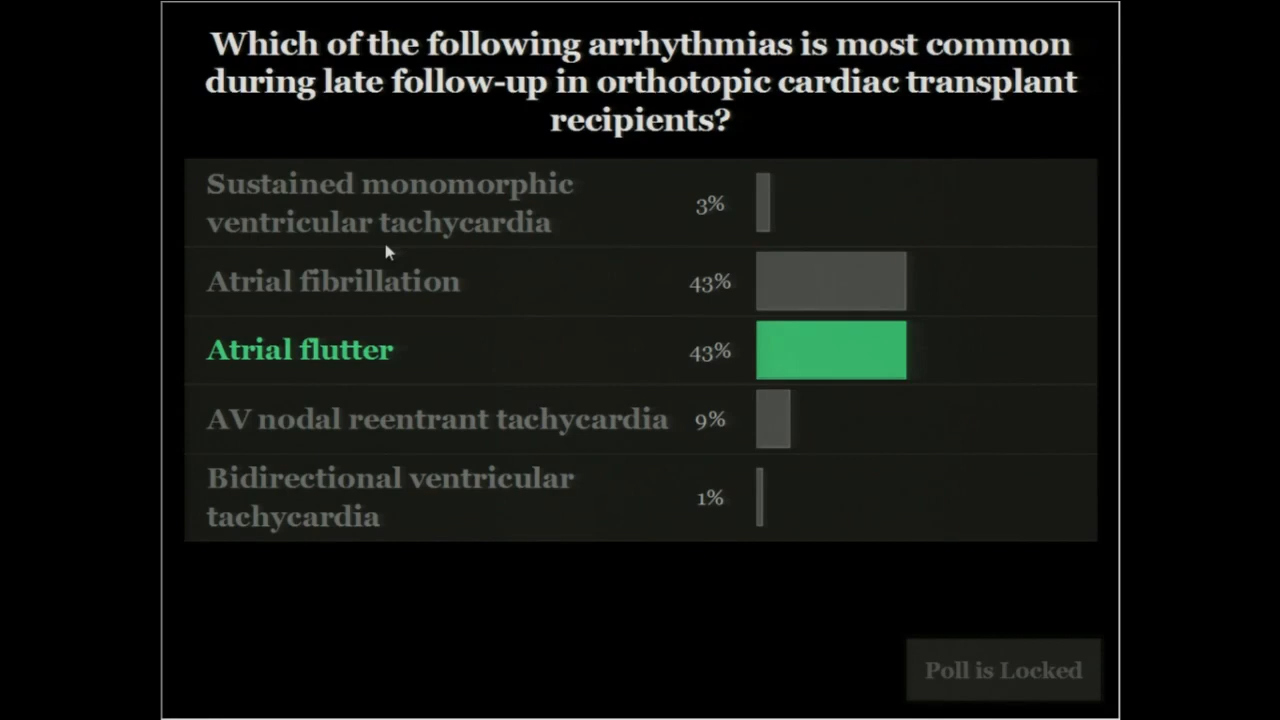 Which of the following arrhythmias is most common
during late follow-up in orthotopic cardiac transplant
recipients?
Sustained monomorphic
ventricular tachycardia
3%
Atrial fibrillation
43%
Atrial flutter
43%
AV nodal reentrant tachycardia
9%
Bidirectional ventricular
tachycardia
1%
Poll is Locked